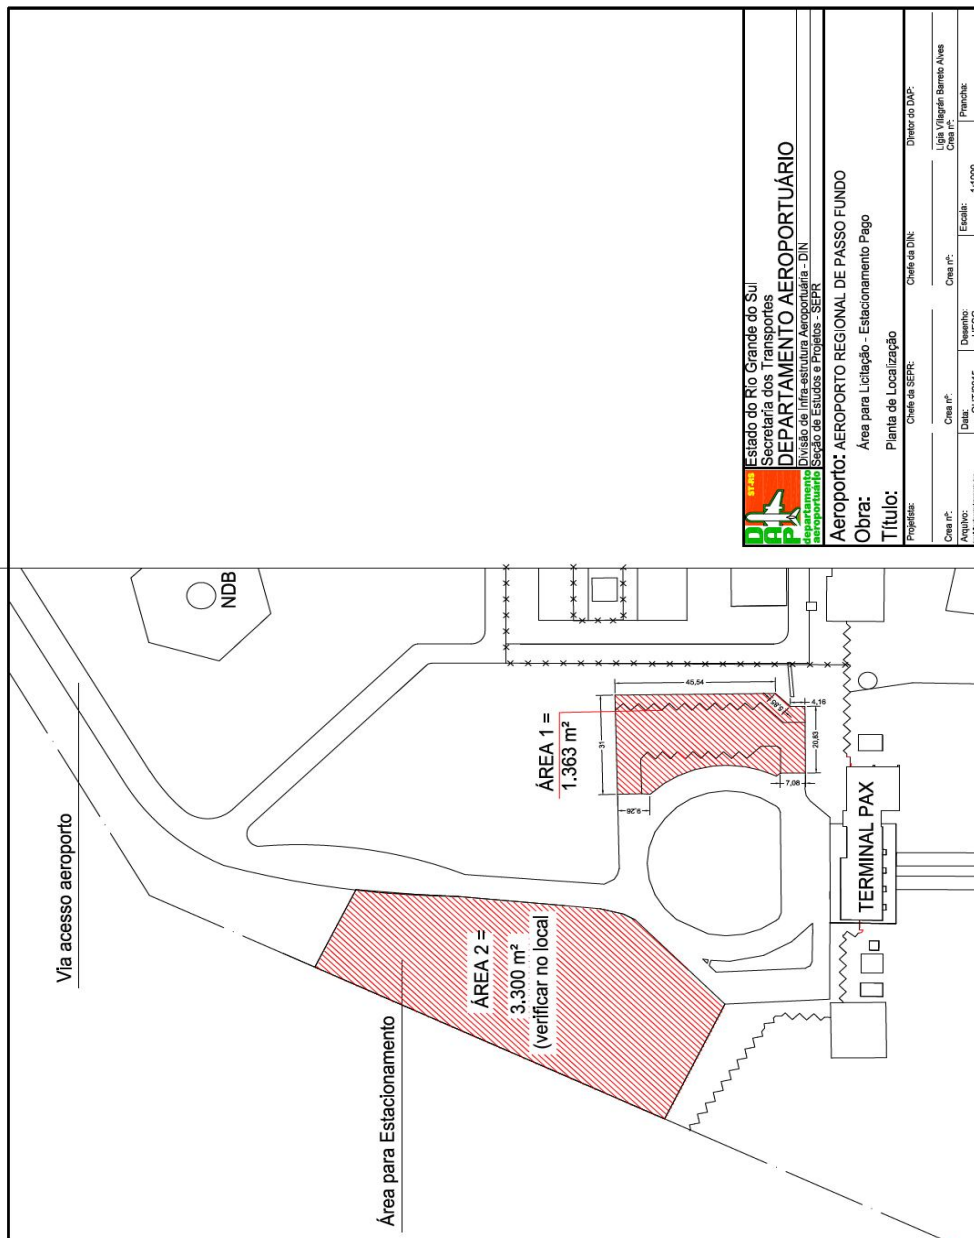 Estado do Rio Grande do Sul
Secretaria dos Transportes
DEPARTAMENTO AEROPORTUÁRIO
Divisão de Infra-estrutura Aeroportuária - DIN
Seção de Estudos e Projetos - SEPR
ST-RS
DAP
departamento
aeroportuário
Aeroporto: AEROPORTO REGIONAL DE PASSO FUNDO
Obra: Área para Licitação - Estacionamento Pago
Título: Planta de Localização
Projetista:
Chefe da SEPR:
Chefe da DIN:
Diretor do DAP:
Lígia Villagrán Barreto Alves
Crea nº:
Crea nº:
Crea nº:
Crea nº:
Arquivo:
Data:
Desenho:
Escala:
Prancha:
NDB
Via acesso aeroporto
ÁREA 1 =
1.363 m²
45,54
5,85
4,16
31
20,83
7,08
9,26
TERMINAL PAX
ÁREA 2 =
3.300 m²
(verificar no local
Área para Estacionamento